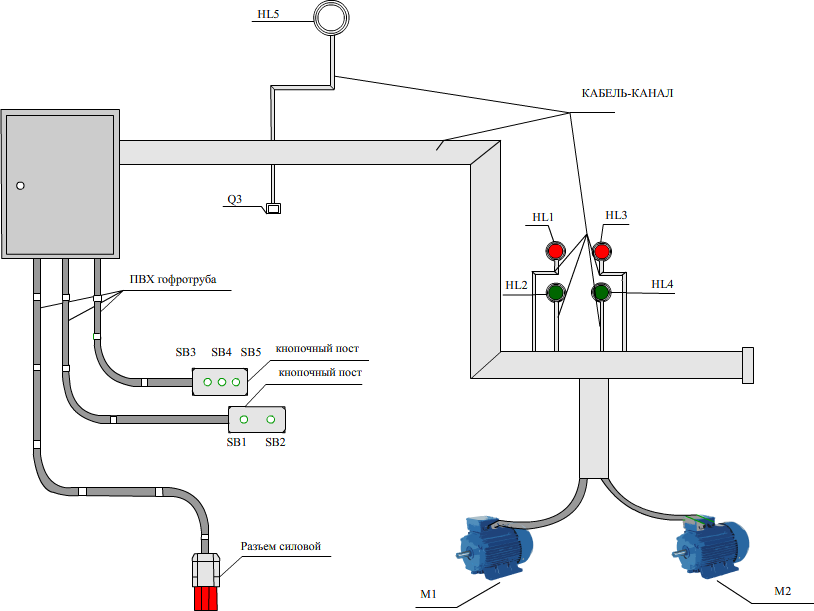 HL5
КАБЕЛЬ-КАНАЛ
Q3
HL1
HL3
HL2
HL4
ПВХ гофротруба
SB3 SB4 SB5
кнопочный пост
кнопочный пост
SB1 SB2
Разъем силовой
M1
M2